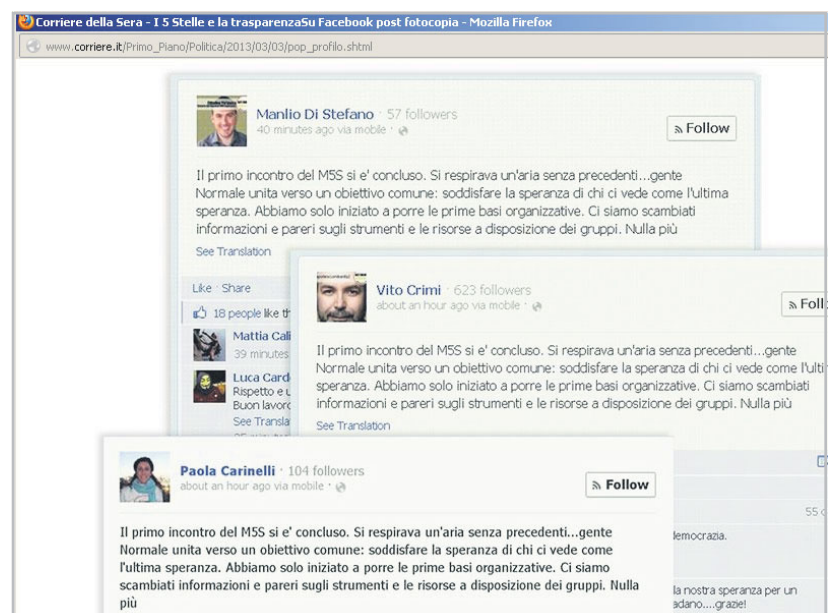 Corriere della Sera - I 5 Stelle e la trasparenzaSu Facebook post fotocopia - Mozilla Firefox
www.corriere.it/Primo_Piano/Politica/2013/03/03/pop_profilo.shtml
Manlio Di Stefano · 57 followers
40 minutes ago via mobile ·
Follow
Il primo incontro del M5S si e' concluso. Si respirava un'aria senza precedenti...gente
Normale unita verso un obiettivo comune: soddisfare la speranza di chi ci vede come l'ultima
speranza. Abbiamo solo iniziato a porre le prime basi organizzative. Ci siamo scambiati
informazioni e pareri sugli strumenti e le risorse a disposizione dei gruppi. Nulla più
See Translation
Like · Share
18 people like th
Mattia Cali
39 minutes
Luca Card
Rispetto e u
Buon lavoro
See Transla
Vito Crimi · 623 followers
about an hour ago via mobile ·
Foll
Il primo incontro del M5S si e' concluso. Si respirava un'aria senza precedenti...gente
Normale unita verso un obiettivo comune: soddisfare la speranza di chi ci vede come l'ulti
speranza. Abbiamo solo iniziato a porre le prime basi organizzative. Ci siamo scambiati
informazioni e pareri sugli strumenti e le risorse a disposizione dei gruppi. Nulla più
See Translation
55 c
democrazia.
la nostra speranza per un
adano....grazie!
Paola Carinelli · 104 followers
about an hour ago via mobile ·
Follow
Il primo incontro del M5S si e' concluso. Si respirava un'aria senza precedenti...gente
Normale unita verso un obiettivo comune: soddisfare la speranza di chi ci vede come
l'ultima speranza. Abbiamo solo iniziato a porre le prime basi organizzative. Ci siamo
scambiati informazioni e pareri sugli strumenti e le risorse a disposizione dei gruppi. Nulla
più